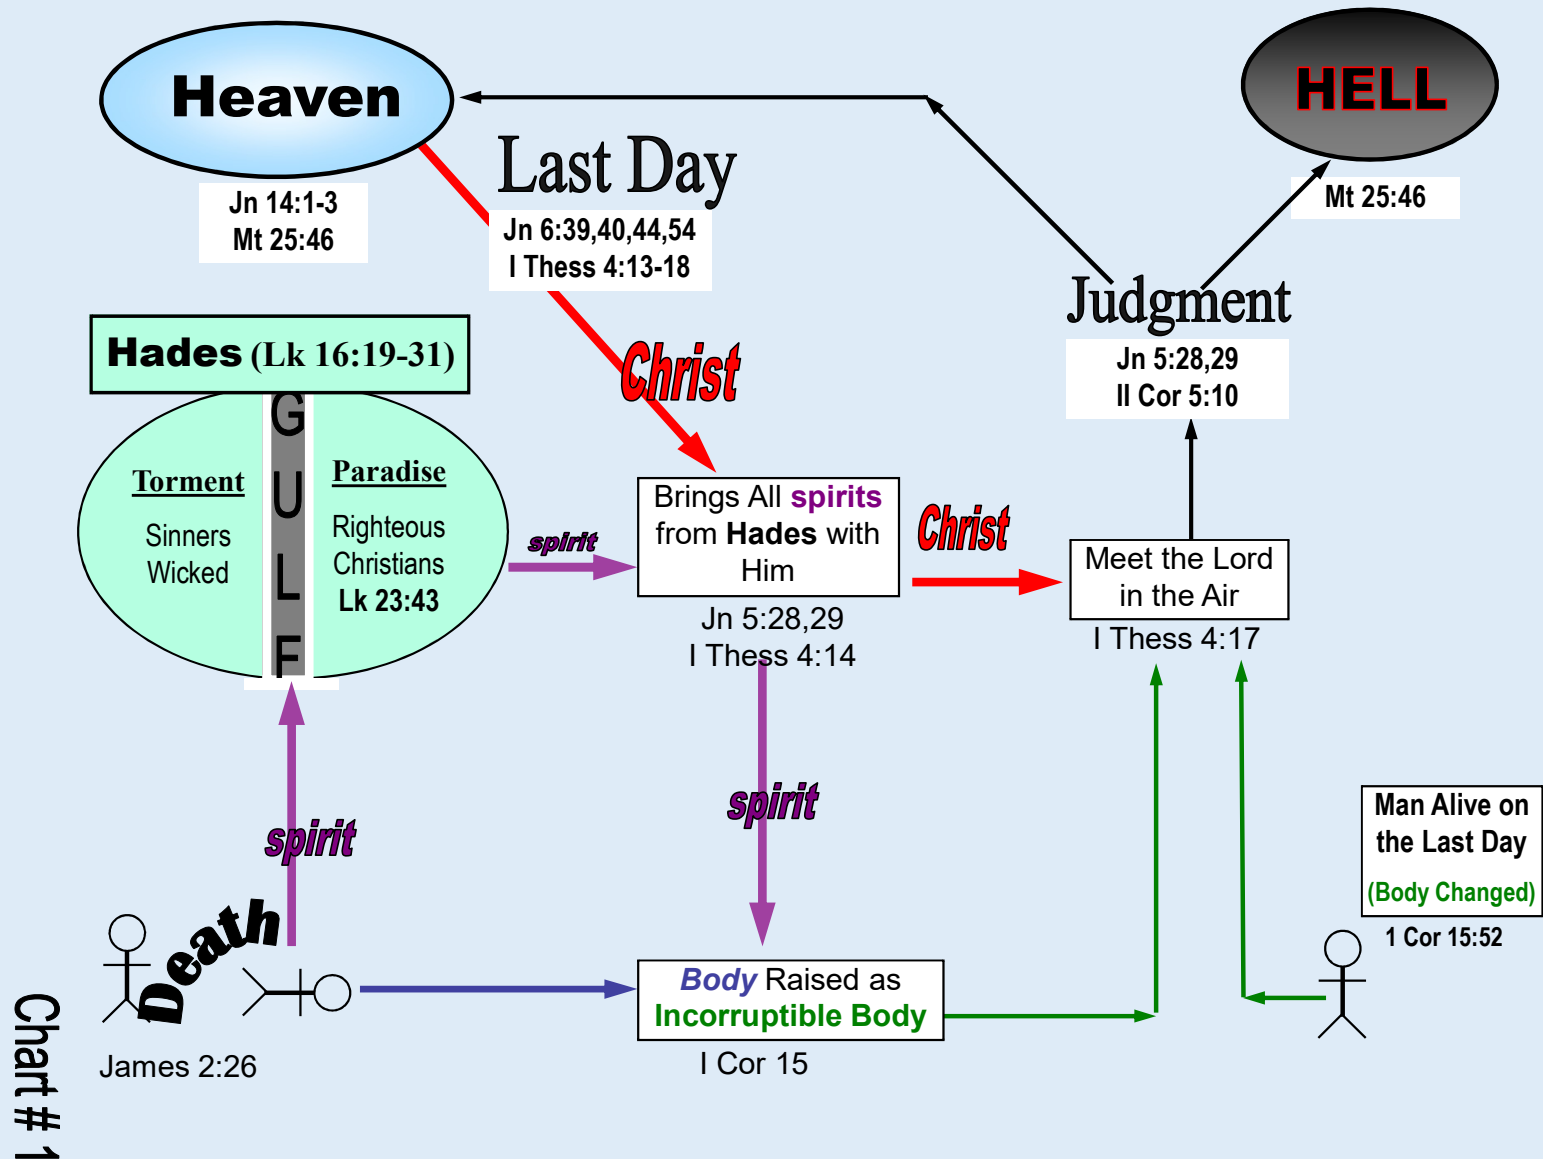 Heaven
HELL
Jn 14:1-3
Mt 25:46
Last Day
Jn 6:39,40,44,54
I Thess 4:13-18
Mt 25:46
Judgment
Jn 5:28,29
II Cor 5:10
Hades (Lk 16:19-31)
GULF
Torment
Sinners
Wicked
Paradise
Righteous
Christians
Lk 23:43
Christ
spirit
Brings All spirits
from Hades with
Him
Jn 5:28,29
I Thess 4:14
Christ
Meet the Lord
in the Air
I Thess 4:17
spirit
spirit
Man Alive on
the Last Day
(Body Changed)
1 Cor 15:52
Death
James 2:26
Body Raised as
Incorruptible Body
I Cor 15
Chart # 1